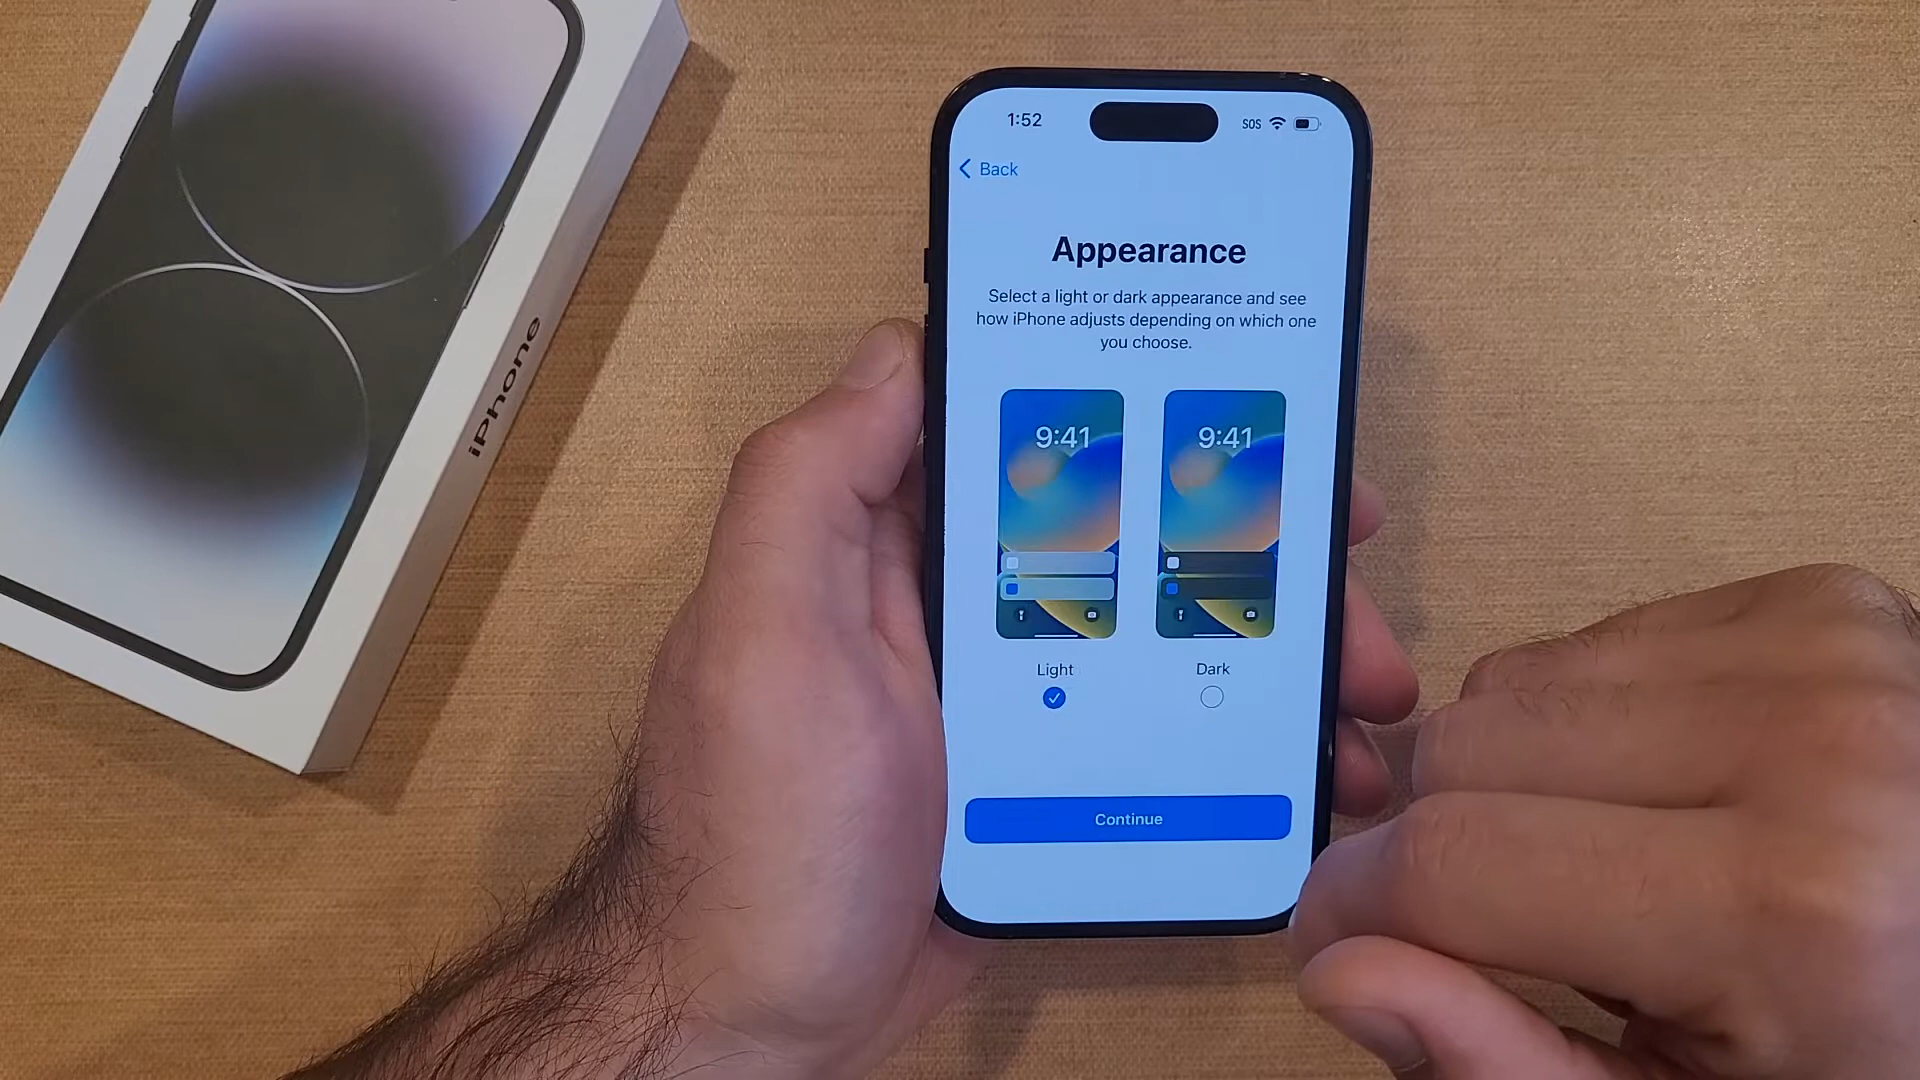 iPhone
1:52
SOS
Back
Appearance
Select a light or dark appearance and see
how iPhone adjusts depending on which one
you choose.
9:41
9:41
Light
Dark
Continue